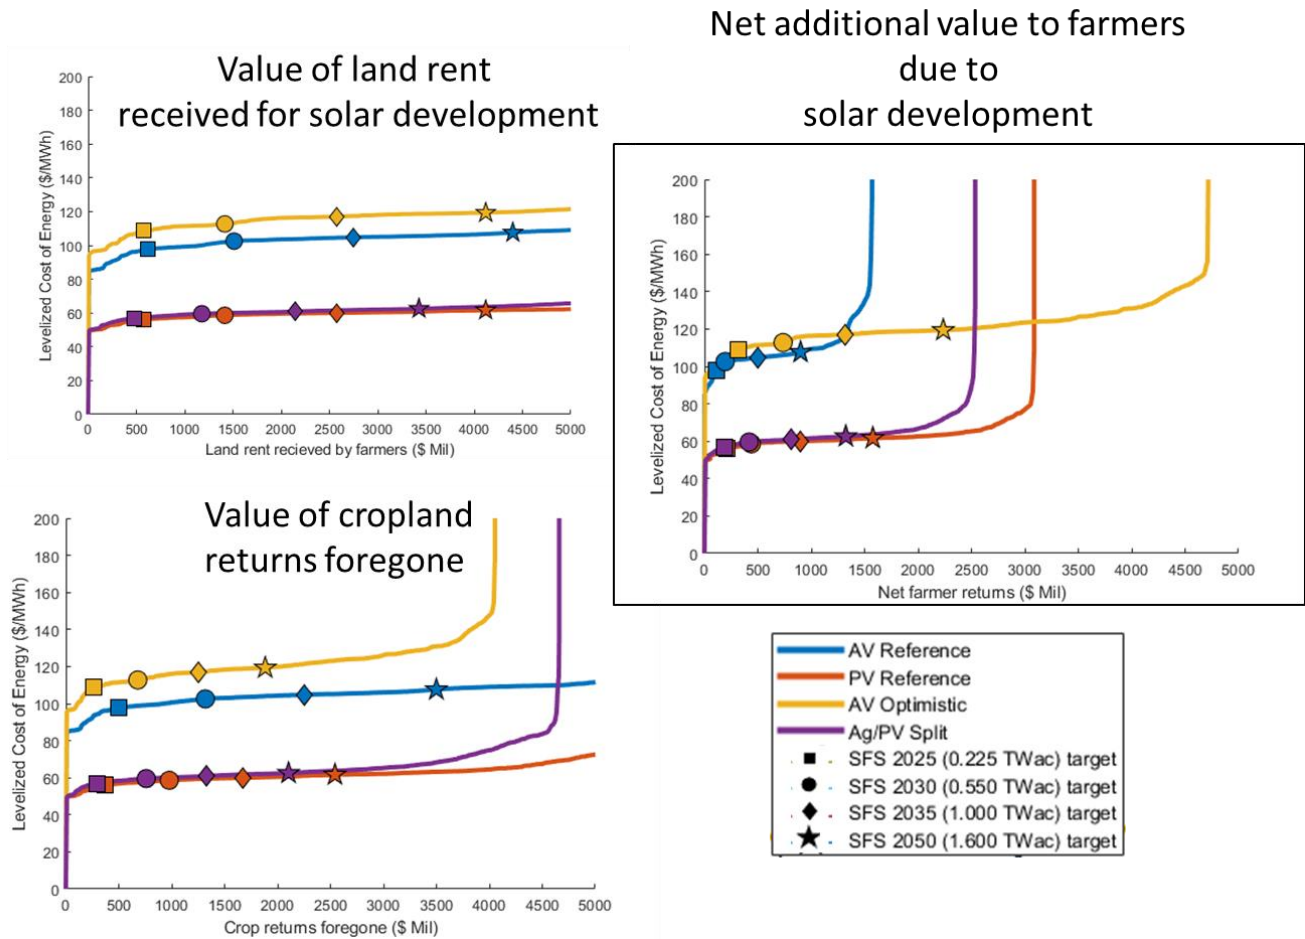 Value of land rent
received for solar development
200
180
160
140
120
100
80
60
40
20
0
Levelized Cost of Energy ($/MWh)
0 500 1000 1500 2000 2500 3000 3500 4000 4500 5000
Land rent recieved by farmers ($ Mil)
Net additional value to farmers
due to
solar development
200
180
160
140
120
100
80
60
40
20
0
Levelized Cost of Energy ($/MWh)
0 500 1000 1500 2000 2500 3000 3500 4000 4500 5000
Net farmer returns ($ Mil)
Value of cropland
returns foregone
200
180
160
140
120
100
80
60
40
20
0
Levelized Cost of Energy ($/MWh)
0 500 1000 1500 2000 2500 3000 3500 4000 4500 5000
Crop returns foregone ($ Mil)
AV Reference
PV Reference
AV Optimistic
Ag/PV Split
SFS 2025 (0.225 TWac) target
SFS 2030 (0.550 TWac) target
SFS 2035 (1.000 TWac) target
SFS 2050 (1.600 TWac) target